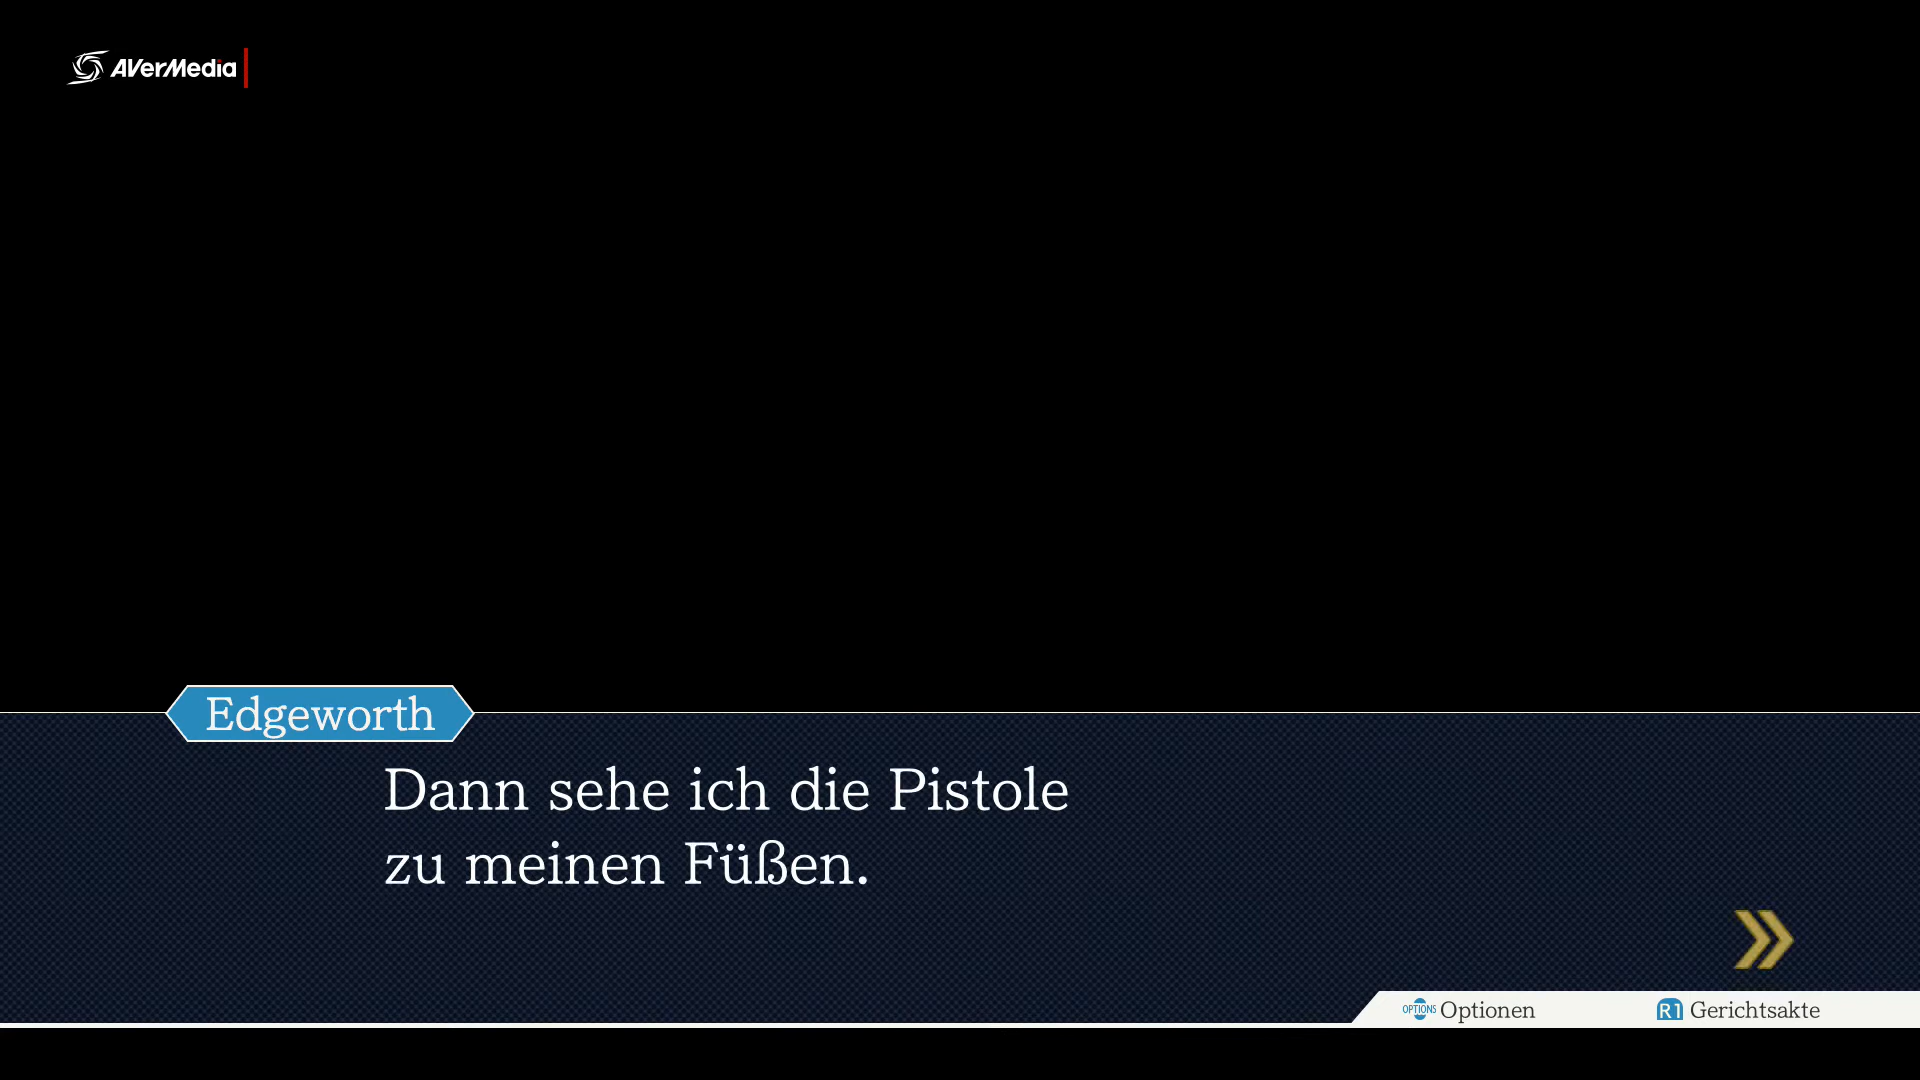 AVerMedia
Edgeworth
Dann sehe ich die Pistole
zu meinen Füßen.
OPTIONS Optionen
R1 Gerichtsakte